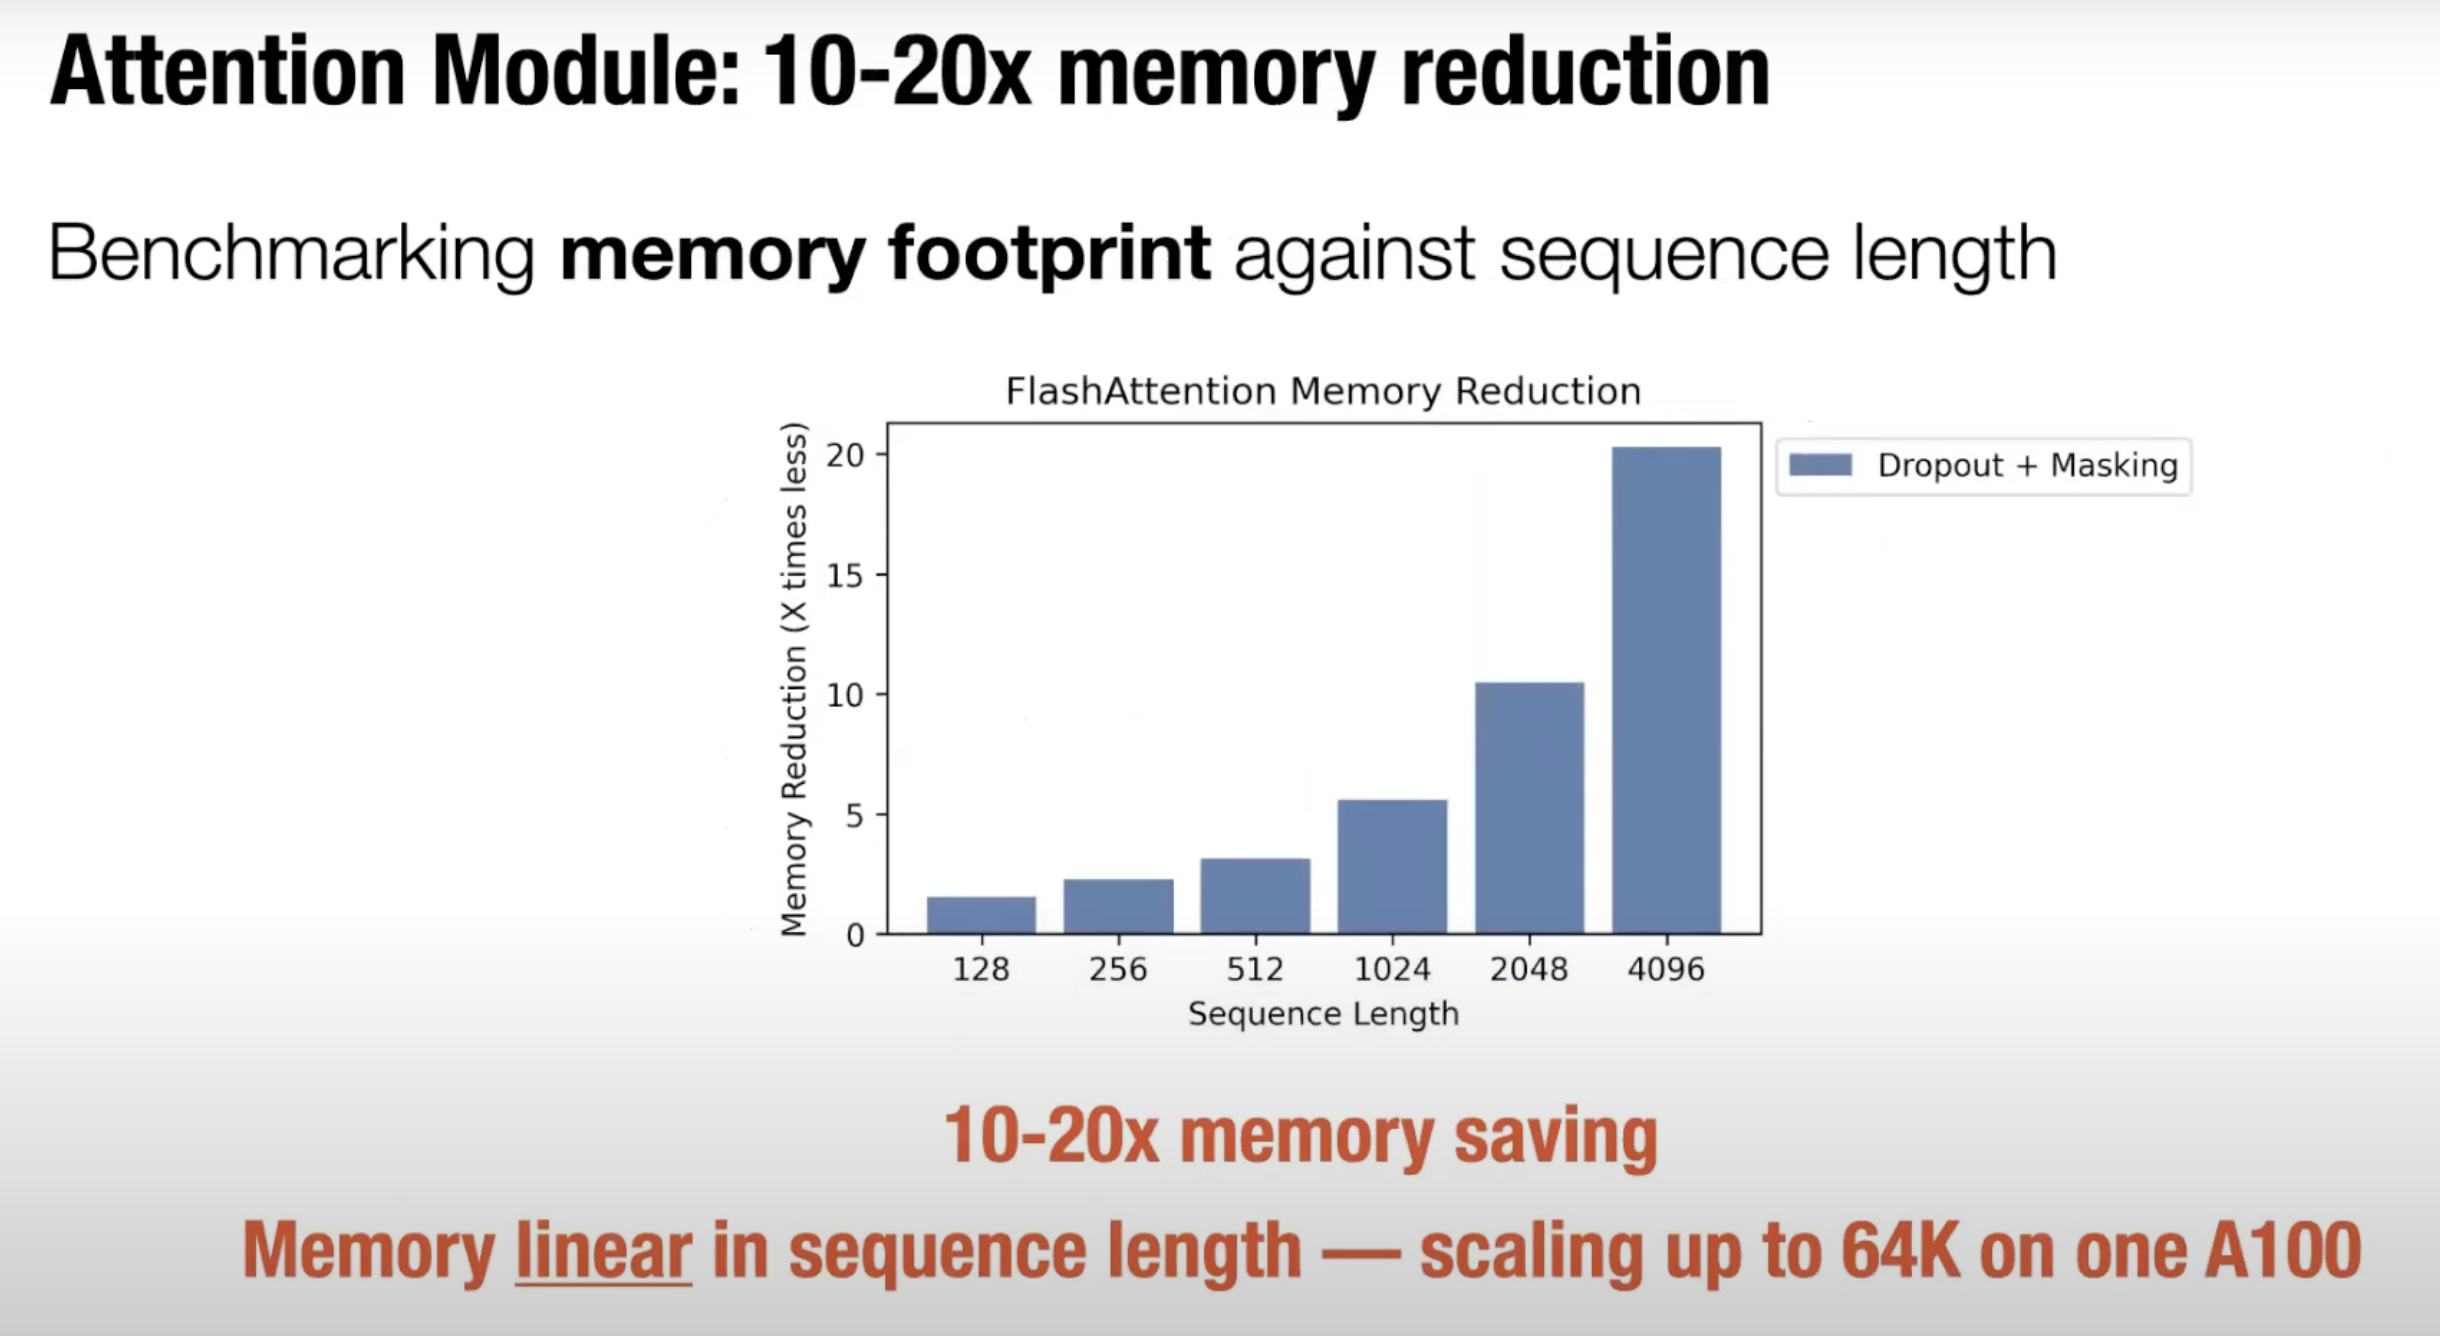 Attention Module: 10-20x memory reduction
Benchmarking memory footprint against sequence length
FlashAttention Memory Reduction
Memory Reduction (X times less)
20
15
10
5
0
128 256 512 1024 2048 4096
Sequence Length
Dropout + Masking
10-20x memory saving
Memory linear in sequence length — scaling up to 64K on one A100